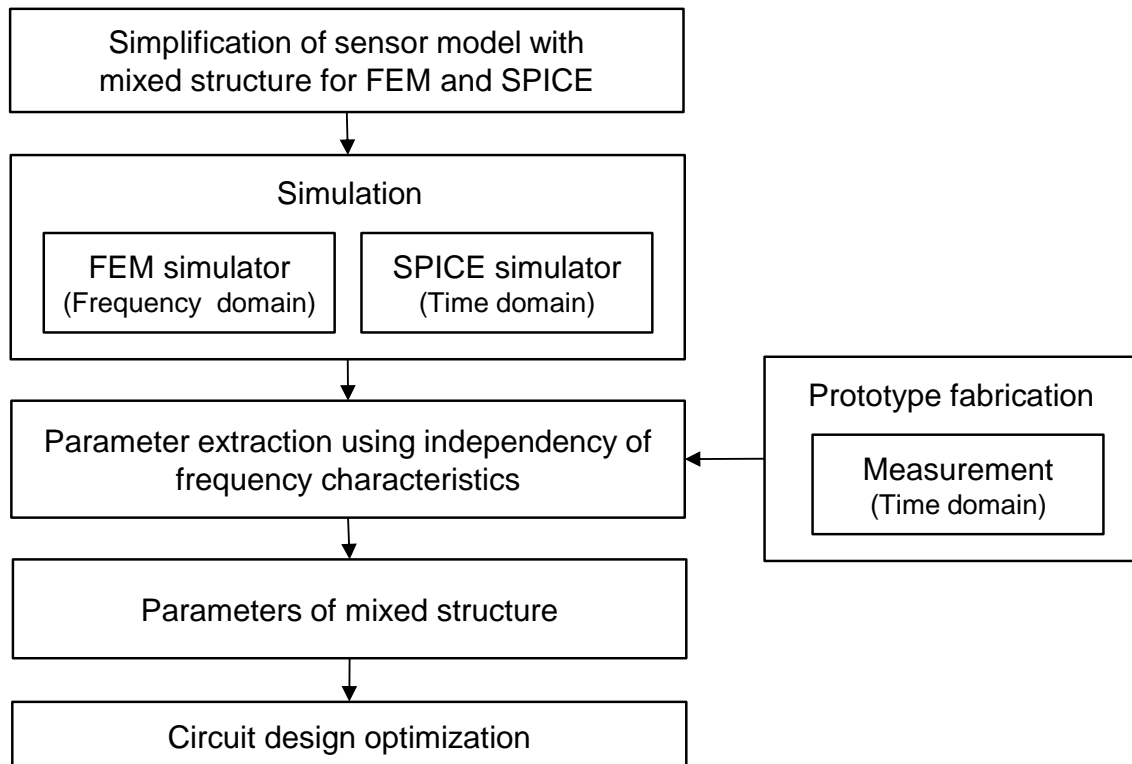 Simplification of sensor model with
mixed structure for FEM and SPICE
Simulation
FEM simulator
(Frequency domain)
SPICE simulator
(Time domain)
Parameter extraction using independency of
frequency characteristics
Prototype fabrication
Measurement
(Time domain)
Parameters of mixed structure
Circuit design optimization